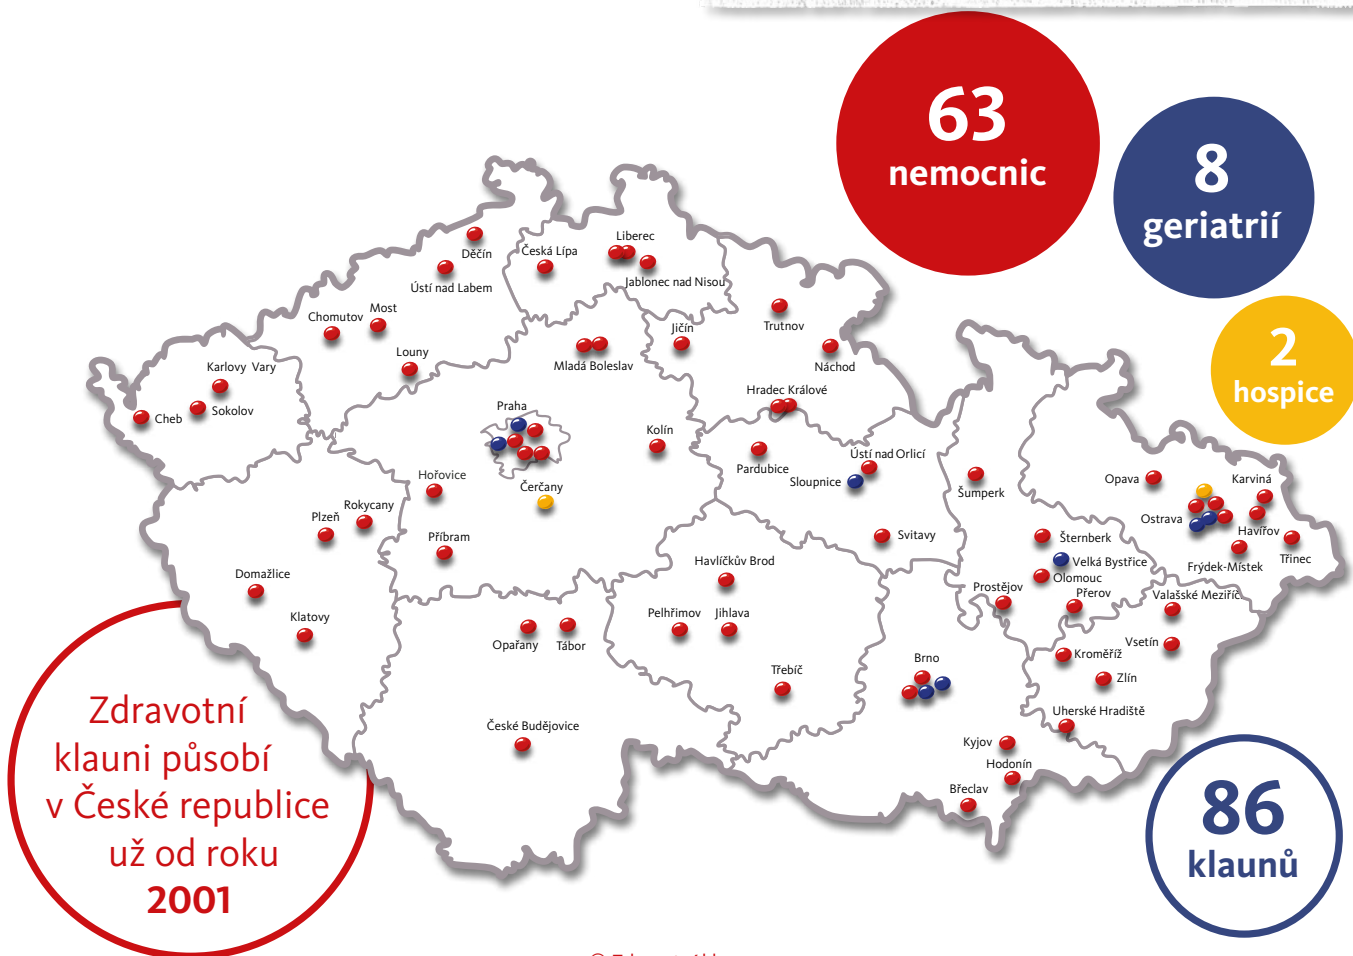 63
nemocnic
8
geriatrií
2
hospice
Děčín
Ústí nad Labem
Česká Lípa
Liberec
Jablonec nad Nisou
Chomutov
Most
Louny
Mladá Boleslav
Jičín
Trutnov
Náchod
Karlovy Vary
Sokolov
Cheb
Praha
Kolín
Hradec Králové
Pardubice
Ústí nad Orlicí
Sloupnice
Hořovice
Čerčany
Příbram
Rokycany
Plzeň
Domažlice
Klatovy
Svitavy
Šumperk
Opava
Karviná
Ostrava
Havířov
Třinec
Frýdek-Místek
Šternberk
Velká Bystřice
Olomouc
Prostějov
Přerov
Valašské Meziříč
Vsetín
Kroměříž
Zlín
Uherské Hradiště
Havlíčkův Brod
Pelhřimov
Jihlava
Třebíč
Opařany
Tábor
České Budějovice
Brno
Kyjov
Hodonín
Břeclav
Zdravotní
klauni působí
v České republice
už od roku
2001
86
klaunů